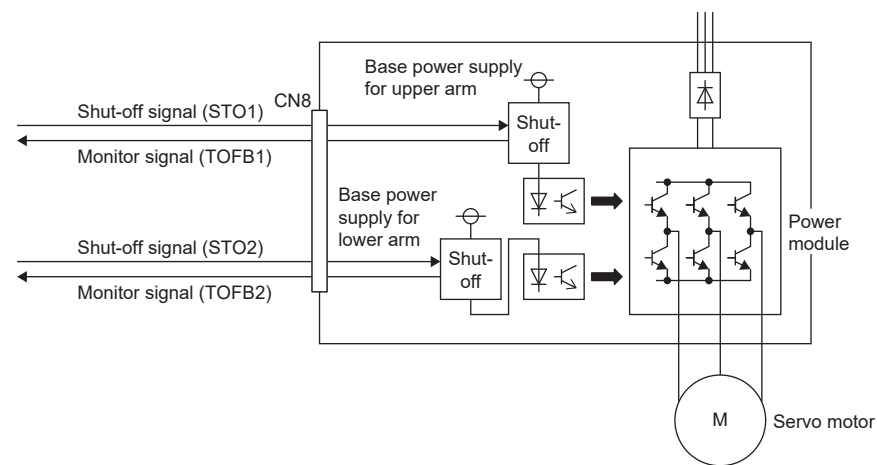 Base power supply
for upper arm
CN8
Shut-off signal (STO1)
Shut-
off
Monitor signal (TOFB1)
Base power
supply for
lower arm
Power
module
Shut-off signal (STO2)
Shut-
off
Monitor signal (TOFB2)
M
Servo motor